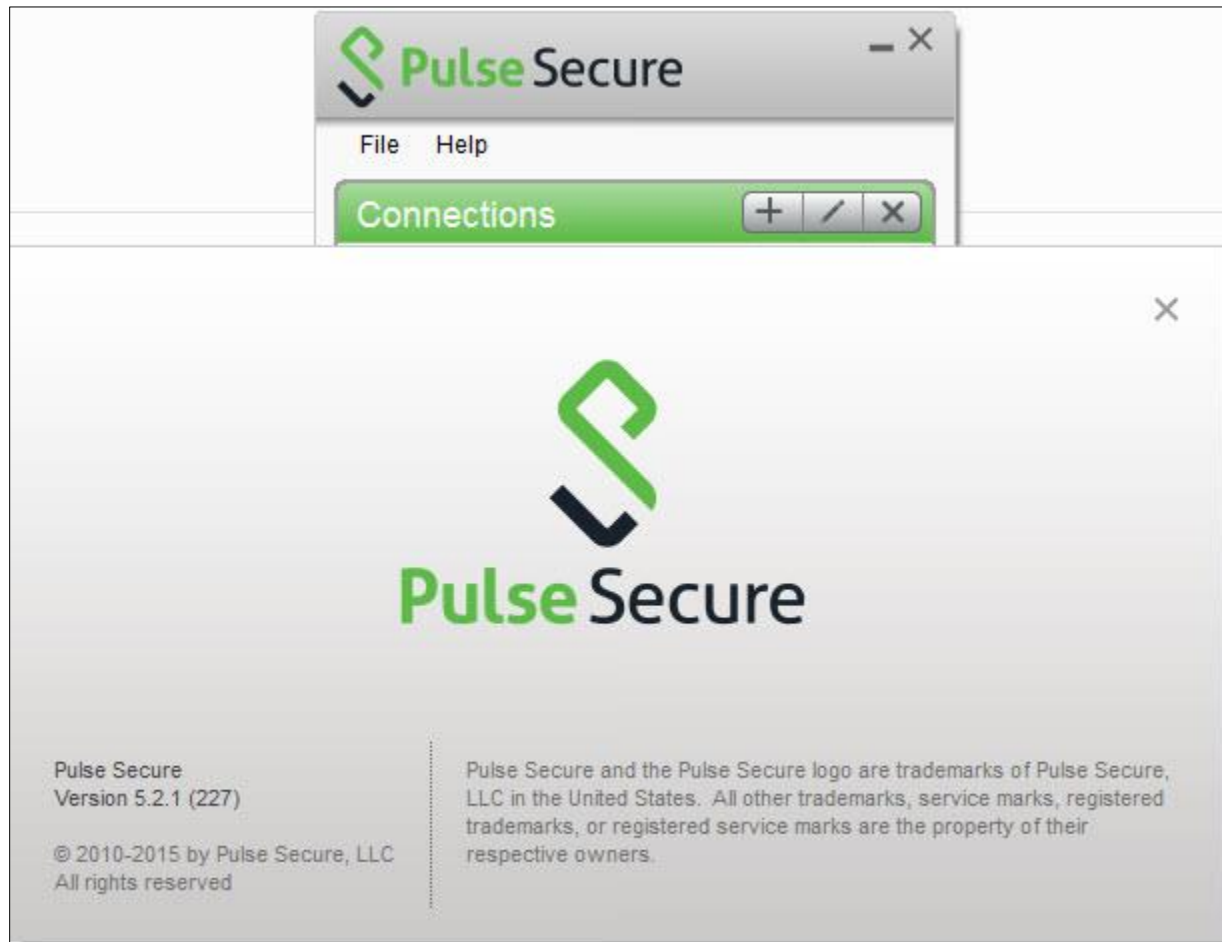 Pulse Secure
File Help
Connections
Pulse Secure
Pulse Secure
Version 5.2.1 (227)
© 2010-2015 by Pulse Secure, LLC
All rights reserved
Pulse Secure and the Pulse Secure logo are trademarks of Pulse Secure,
LLC in the United States. All other trademarks, service marks, registered
trademarks, or registered service marks are the property of their
respective owners.